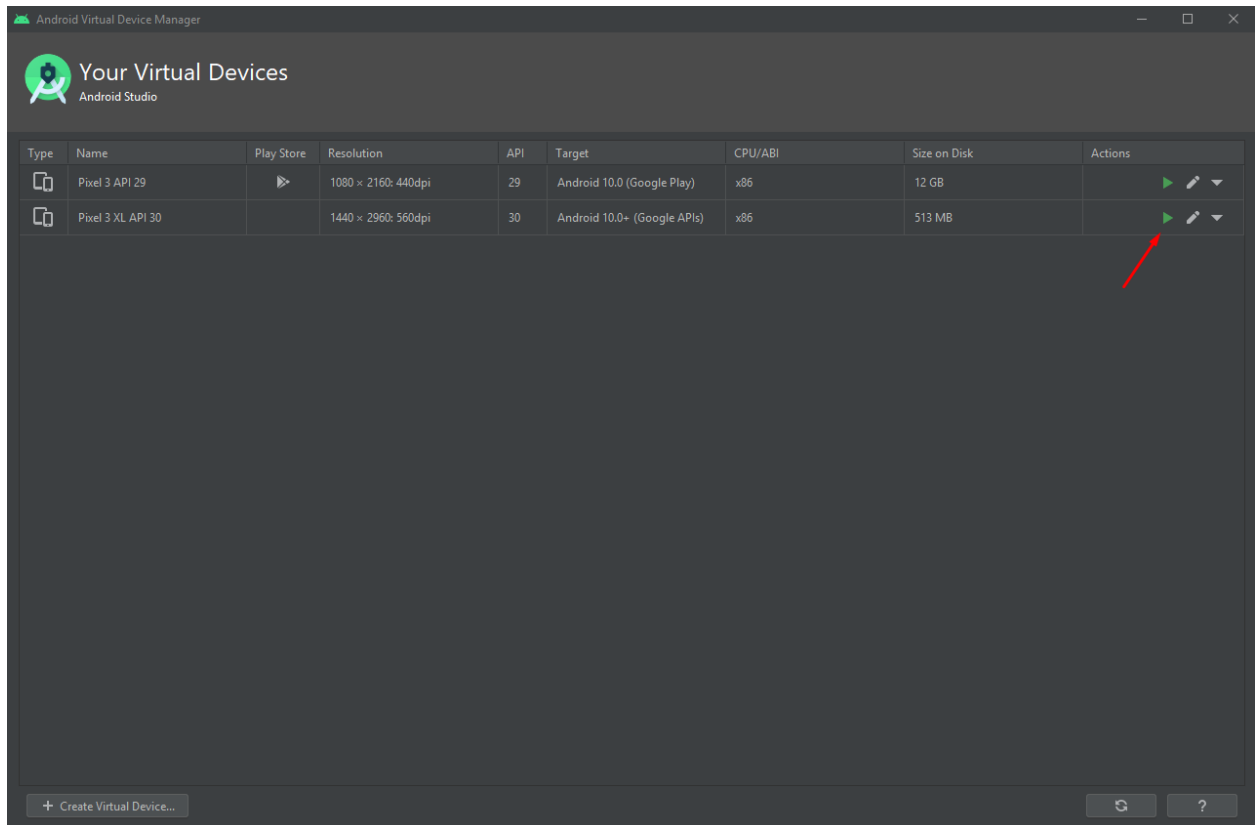 Android Virtual Device Manager
Your Virtual Devices
Android Studio
Type Name Play Store Resolution API Target CPU/ABI Size on Disk Actions
Pixel 3 API 29 1080 × 2160: 440dpi 29 Android 10.0 (Google Play) x86 12 GB
Pixel 3 XL API 30 1440 × 2960: 560dpi 30 Android 10.0+ (Google APIs) x86 513 MB
+ Create Virtual Device... ?